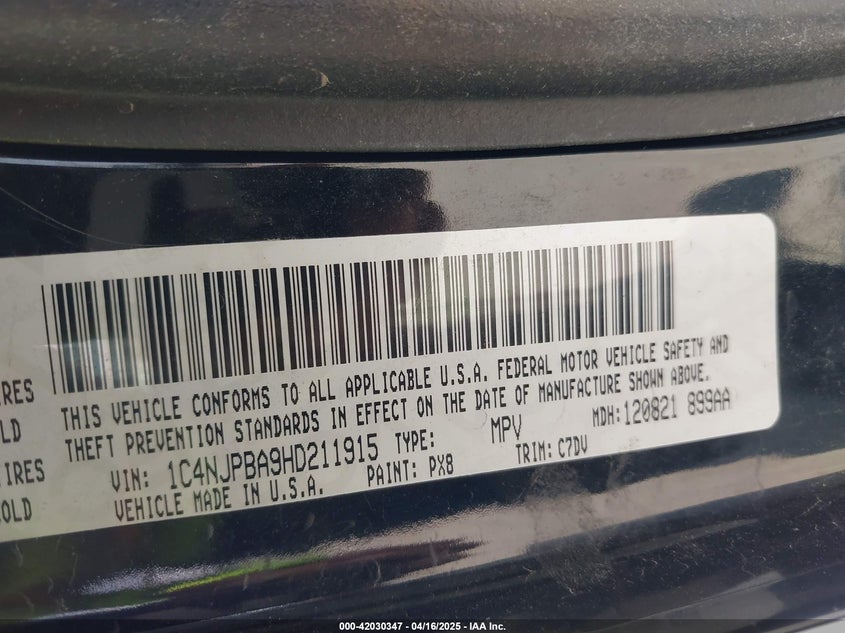 IRES
OLD
TIRES
COLD
THIS VEHICLE CONFORMS TO ALL APPLICABLE U.S.A. FEDERAL MOTOR VEHICLE SAFETY AND
THEFT PREVENTION STANDARDS IN EFFECT ON THE DATE OF MANUFACTURE SHOWN ABOVE.
VIN: 1C4NJPBA9HD211915 TYPE: MPV MDH:120821 899AA
VEHICLE MADE IN U.S.A. PAINT: PX8 TRIM: C7DV
000-42030347 - 04/16/2025 - IAA Inc.